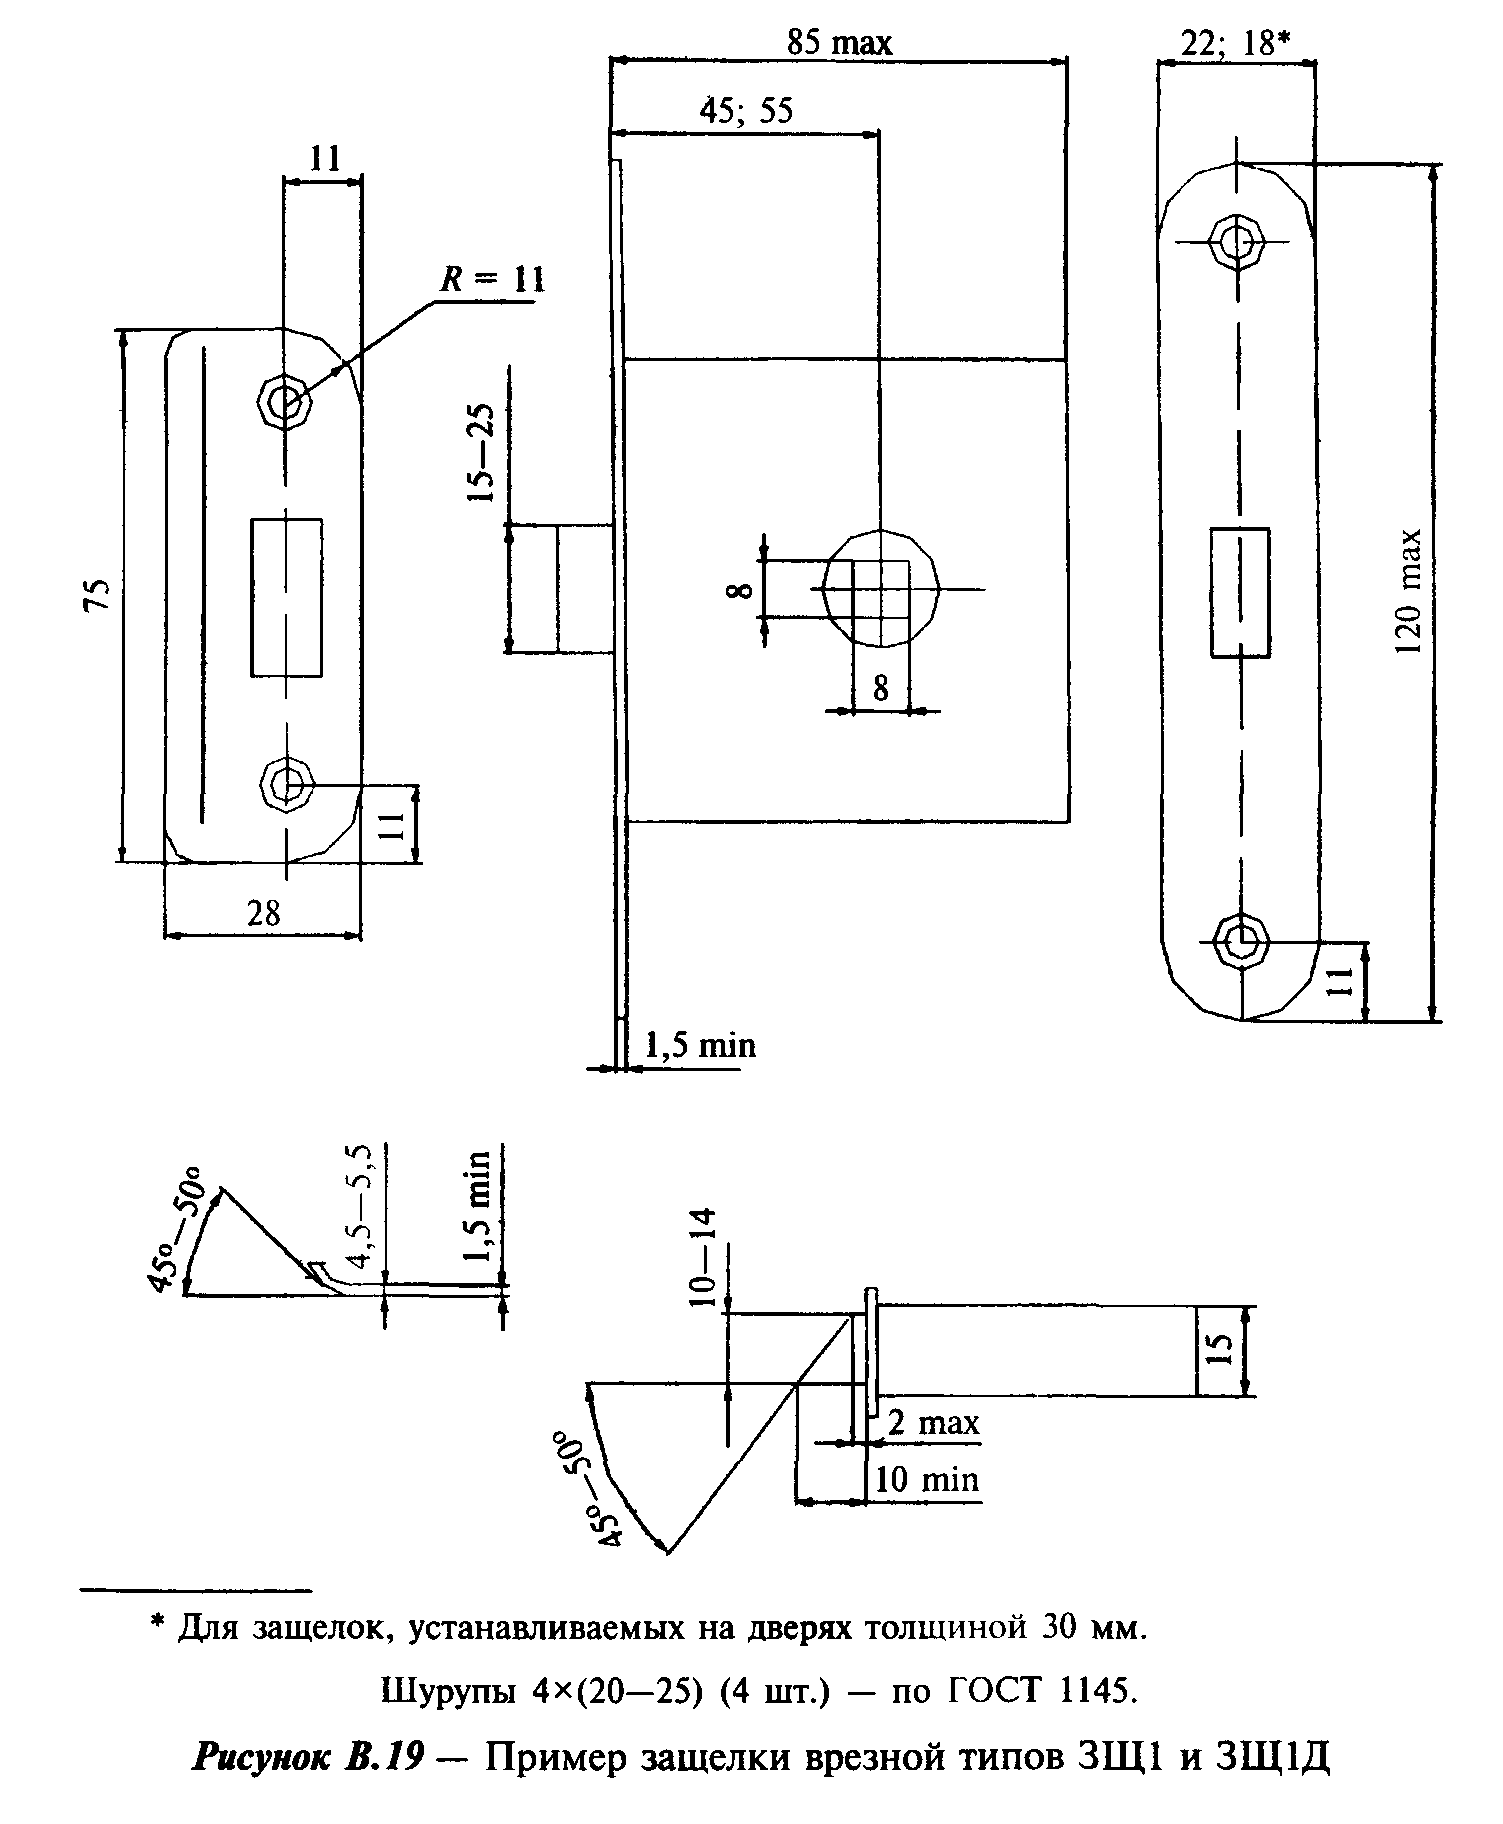 85 max
22; 18*
45; 55
11
R = 11
15—25
75
8
8
120 max
11
28
11
1,5 min
45°—50°
4,5—5,5
1,5 min
10—14
15
2 max
10 min
45°—50°
* Для защелок, устанавливаемых на дверях толщиной 30 мм.
Шурупы 4×(20—25) (4 шт.) — по ГОСТ 1145.
Рисунок В.19 — Пример защелки врезной типов ЗЩ1 и ЗЩ1Д